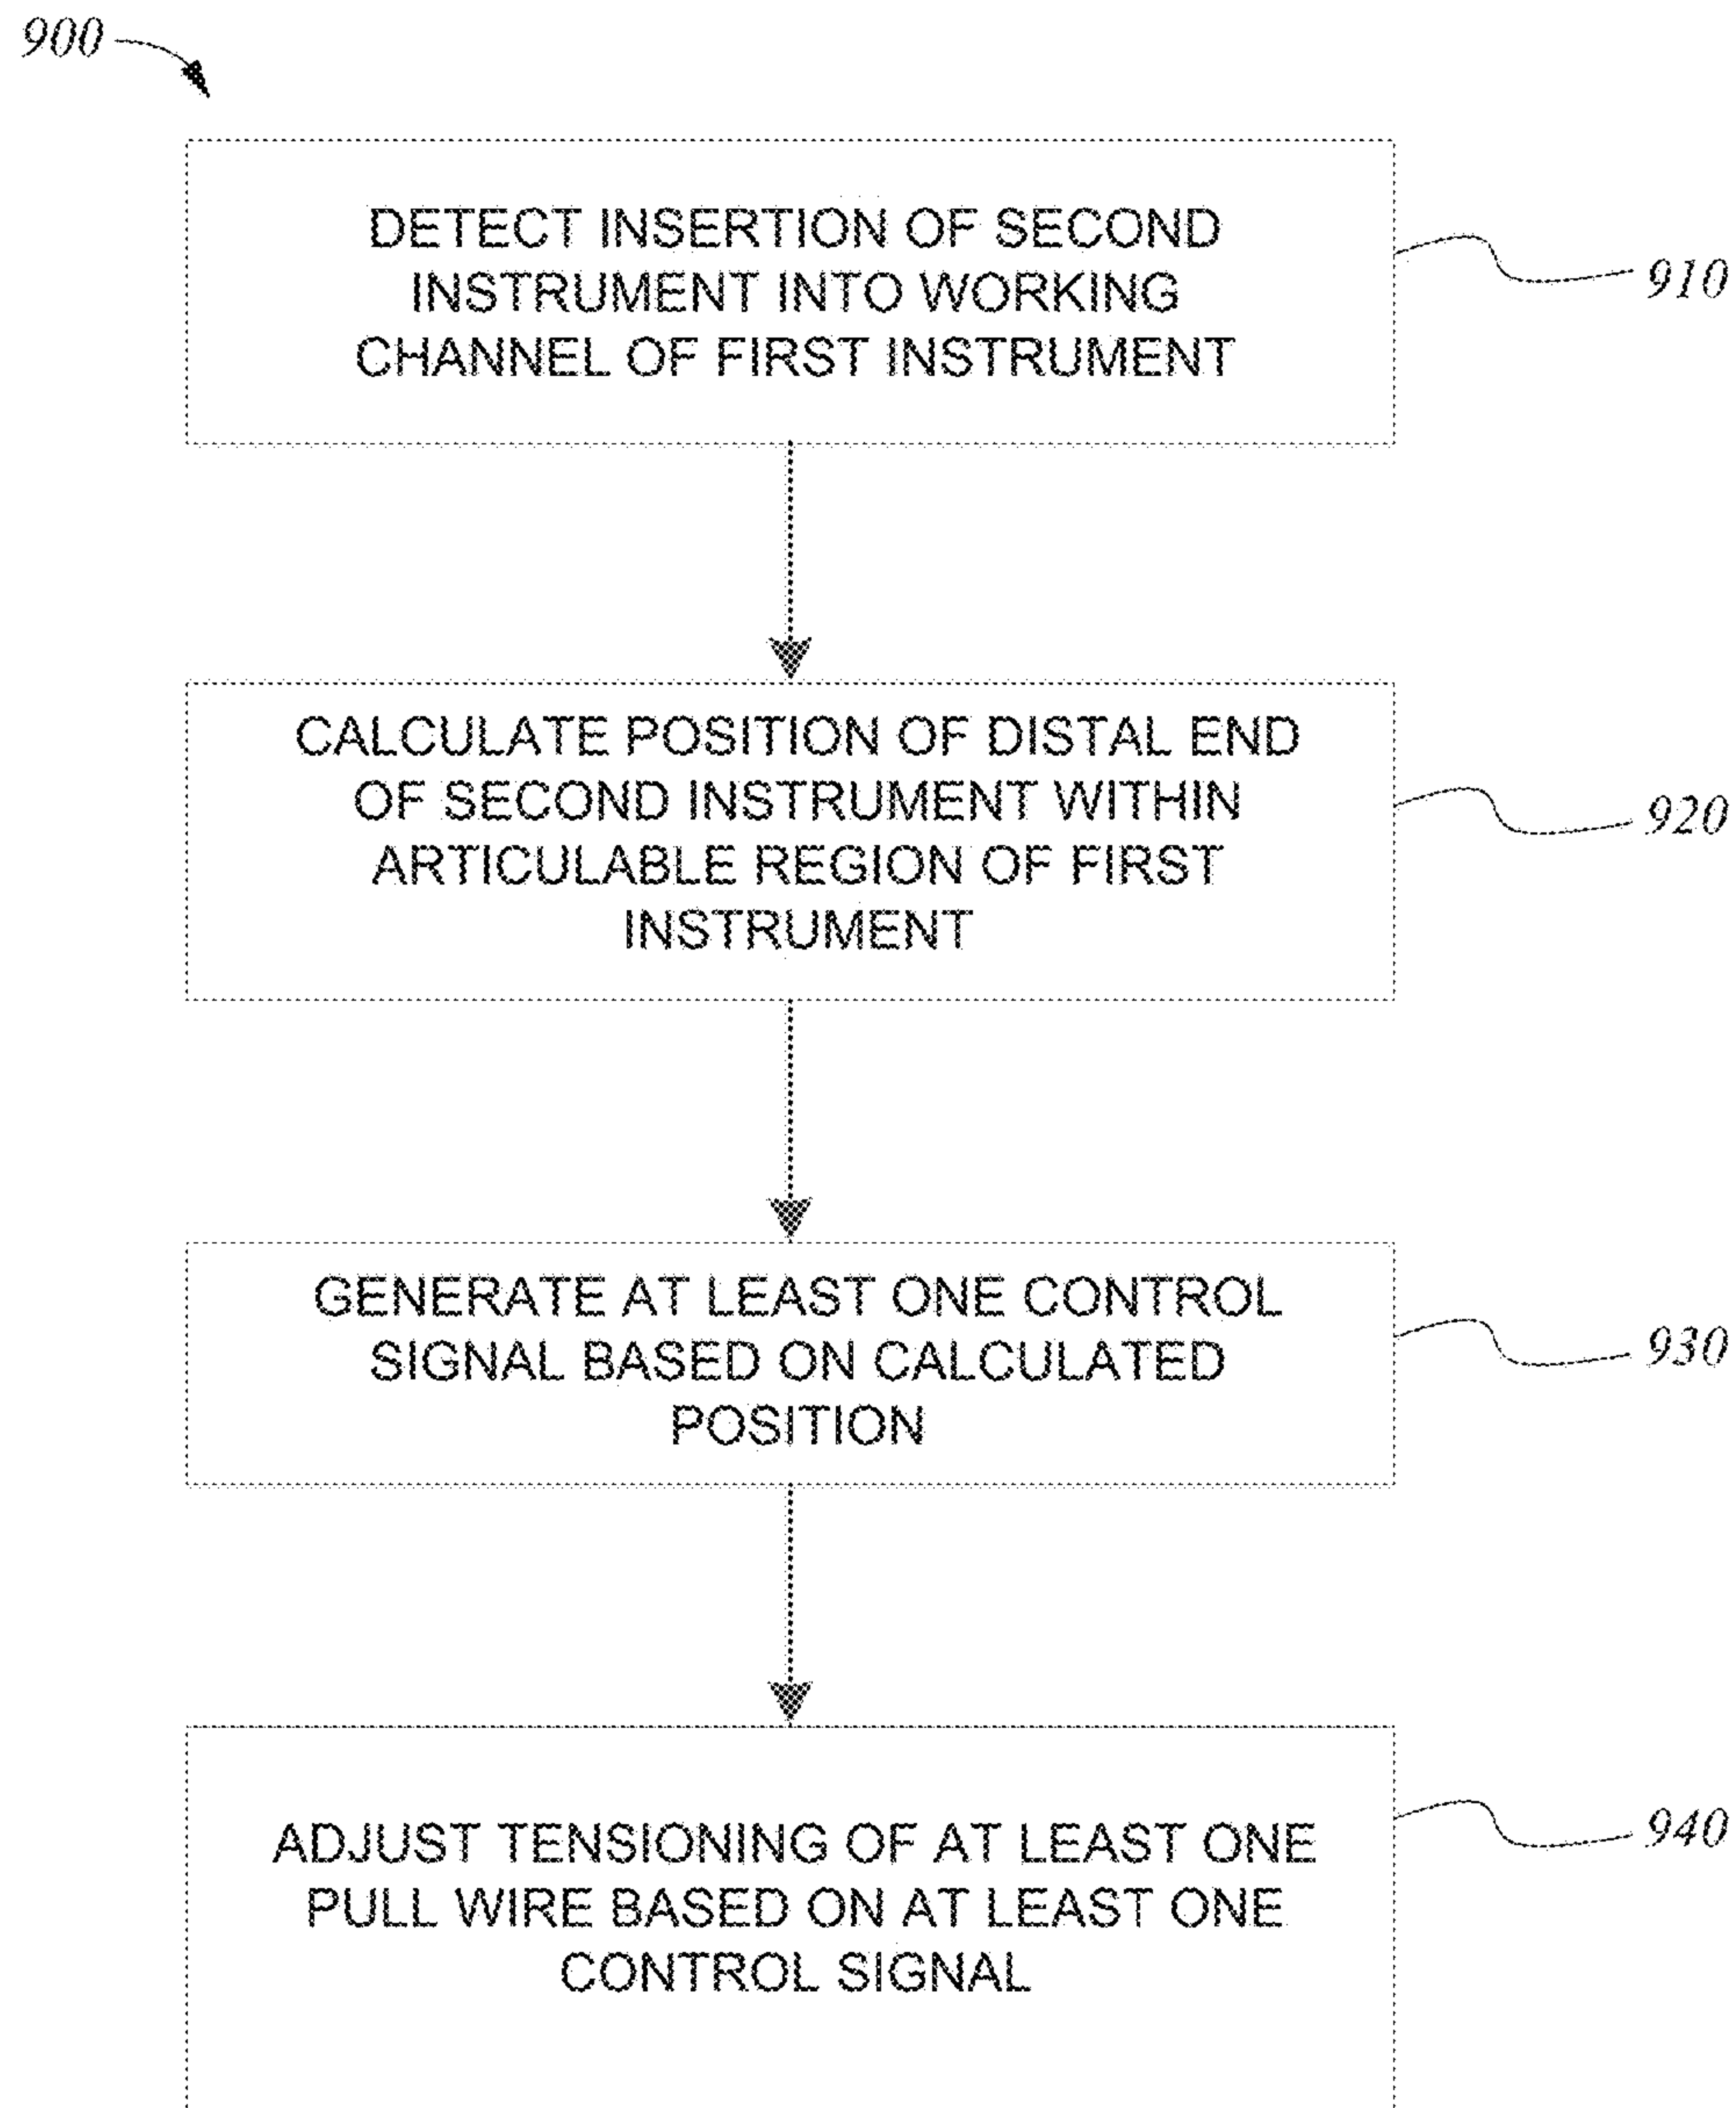 900
DETECT INSERTION OF SECOND
INSTRUMENT INTO WORKING
CHANNEL OF FIRST INSTRUMENT
910
CALCULATE POSITION OF DISTAL END
OF SECOND INSTRUMENT WITHIN
ARTICULABLE REGION OF FIRST
INSTRUMENT
920
GENERATE AT LEAST ONE CONTROL
SIGNAL BASED ON CALCULATED
POSITION
930
ADJUST TENSIONING OF AT LEAST ONE
PULL WIRE BASED ON AT LEAST ONE
CONTROL SIGNAL
940